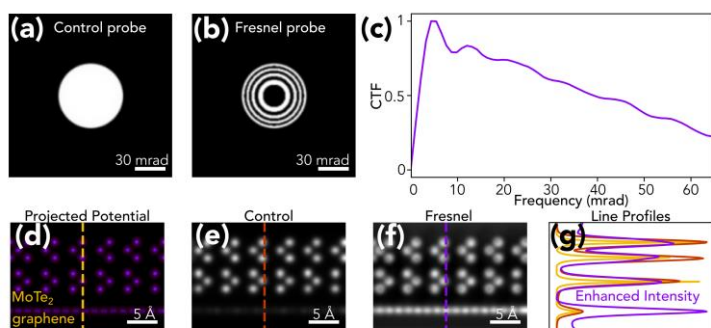 (a) Control probe
30 mrad
(b) Fresnel probe
30 mrad
(c)
CTF
1
0.5
0
0 10 20 30 40 50 60
Frequency (mrad)
Projected Potential
(d)
MoTe₂
graphene
5 Å
Control
(e)
5 Å
Fresnel
(f)
5 Å
Line Profiles
(g)
Enhanced Intensity